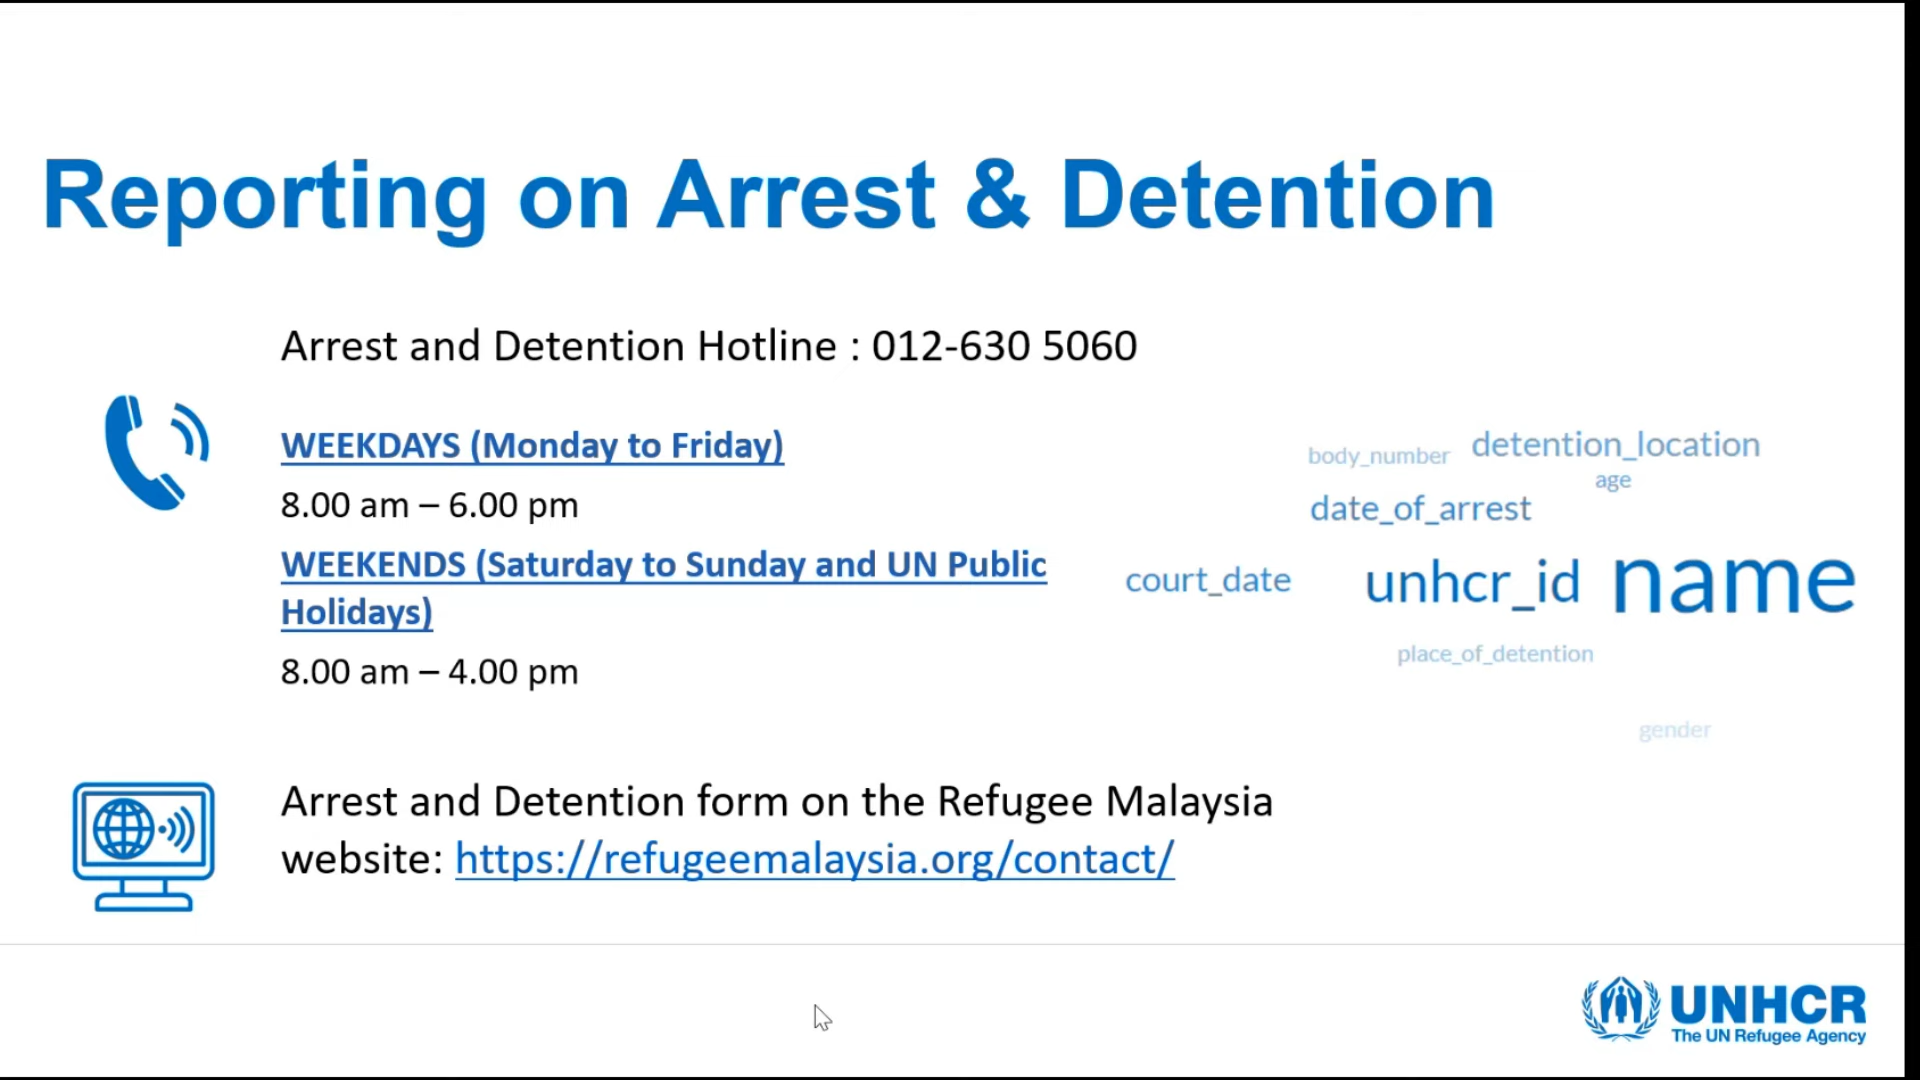 Reporting on Arrest & Detention
Arrest and Detention Hotline : 012-630 5060
WEEKDAYS (Monday to Friday)
8.00 am – 6.00 pm
WEEKENDS (Saturday to Sunday and UN Public
Holidays)
8.00 am – 4.00 pm
body_number detention_location
age
date_of_arrest
court_date unhcr_id name
place_of_detention
gender
Arrest and Detention form on the Refugee Malaysia
website: https://refugeemalaysia.org/contact/
UNHCR
The UN Refugee Agency